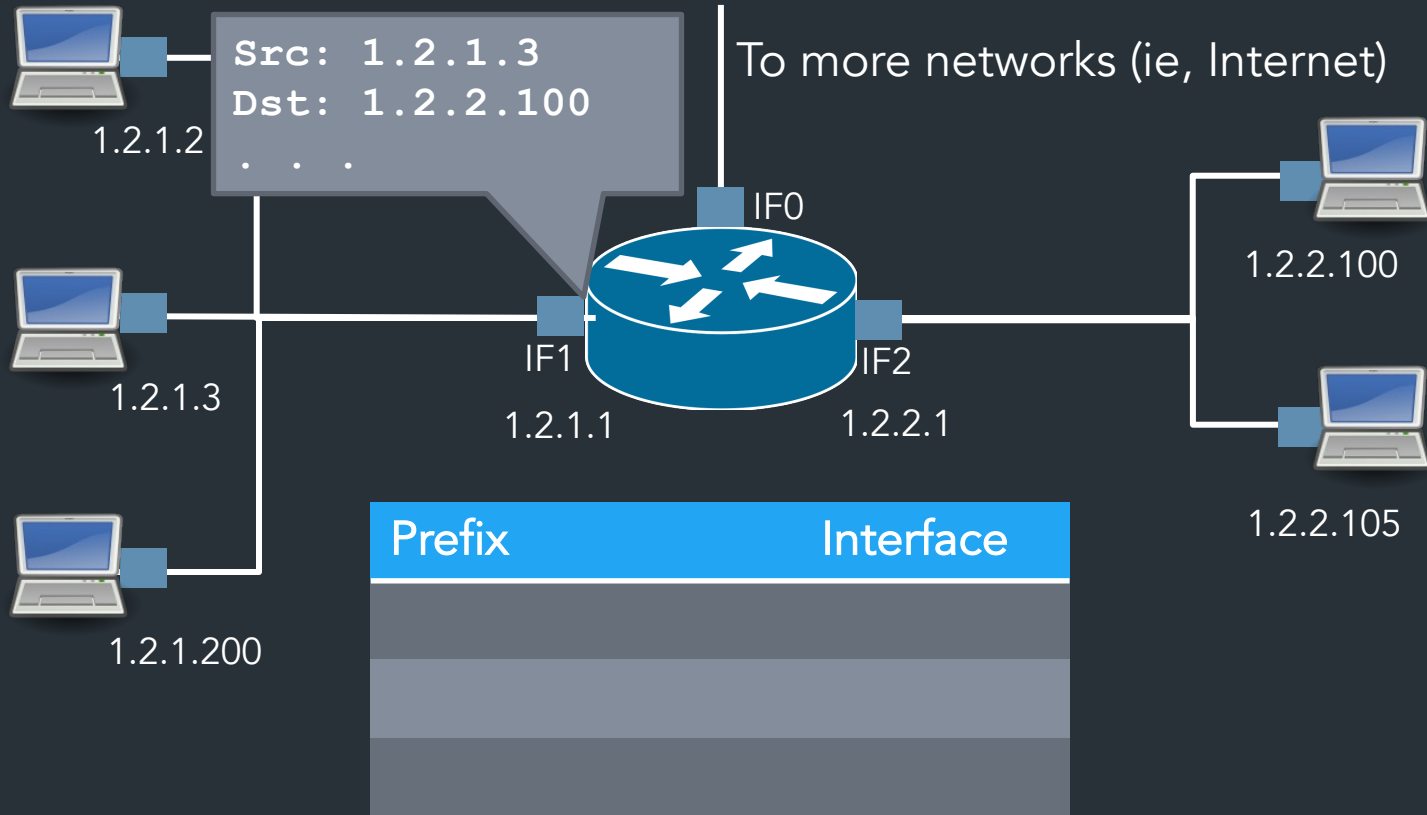 Src: 1.2.1.3
Dst: 1.2.2.100
. . .
To more networks (ie, Internet)
1.2.1.2
IF0
1.2.2.100
IF1
IF2
1.2.1.3
1.2.1.1
1.2.2.1
1.2.2.105
1.2.1.200
Prefix Interface